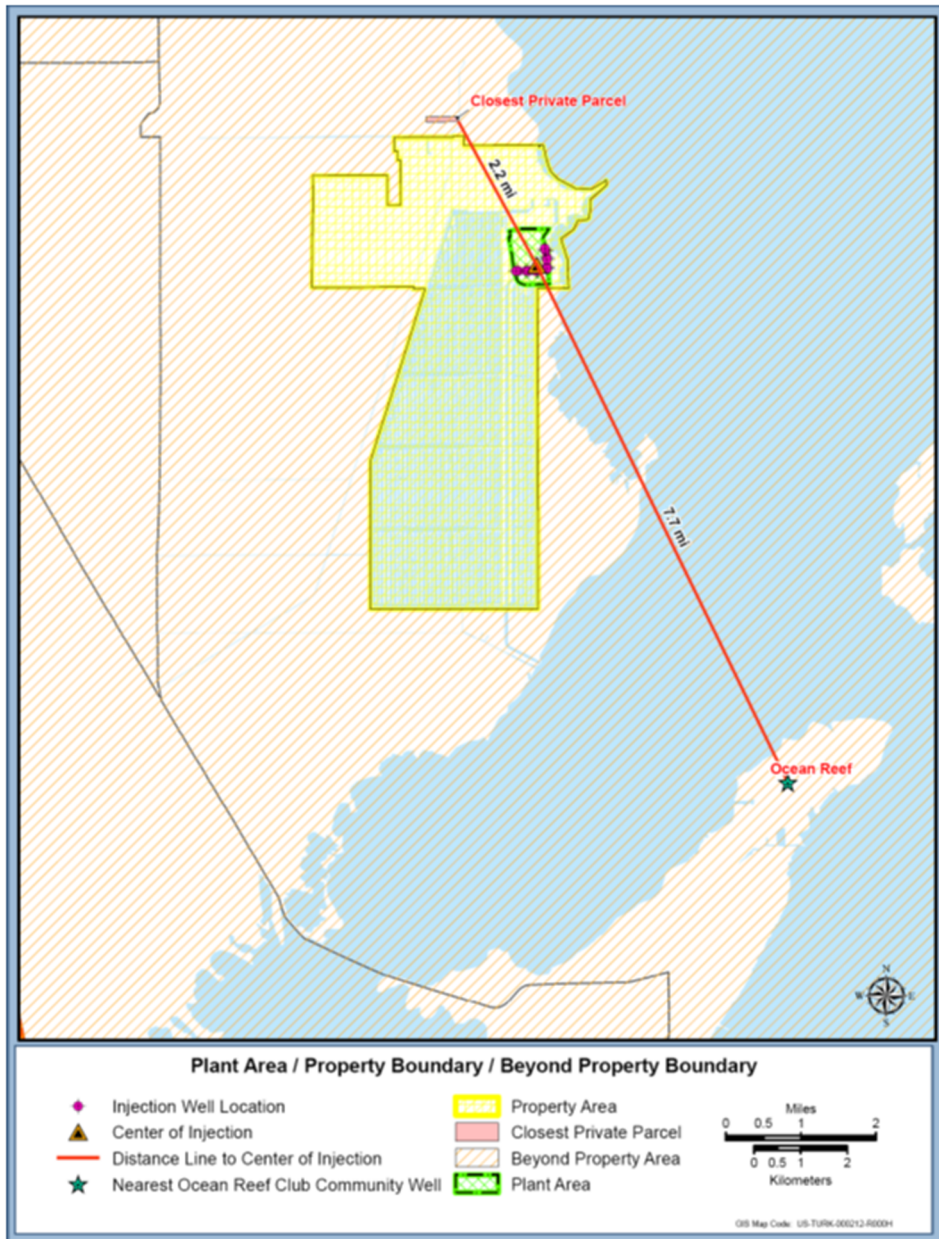 Closest Private Parcel
2.2 mi
7.7 mi
Ocean Reef
N
W E
S
Plant Area / Property Boundary / Beyond Property Boundary
Injection Well Location
Center of Injection
Distance Line to Center of Injection
Nearest Ocean Reef Club Community Well
Property Area
Closest Private Parcel
Beyond Property Area
Plant Area
Miles
0 0.5 1 2
0 0.5 1 2
Kilometers
GIS Map Code: US-TURK-000212-R000H